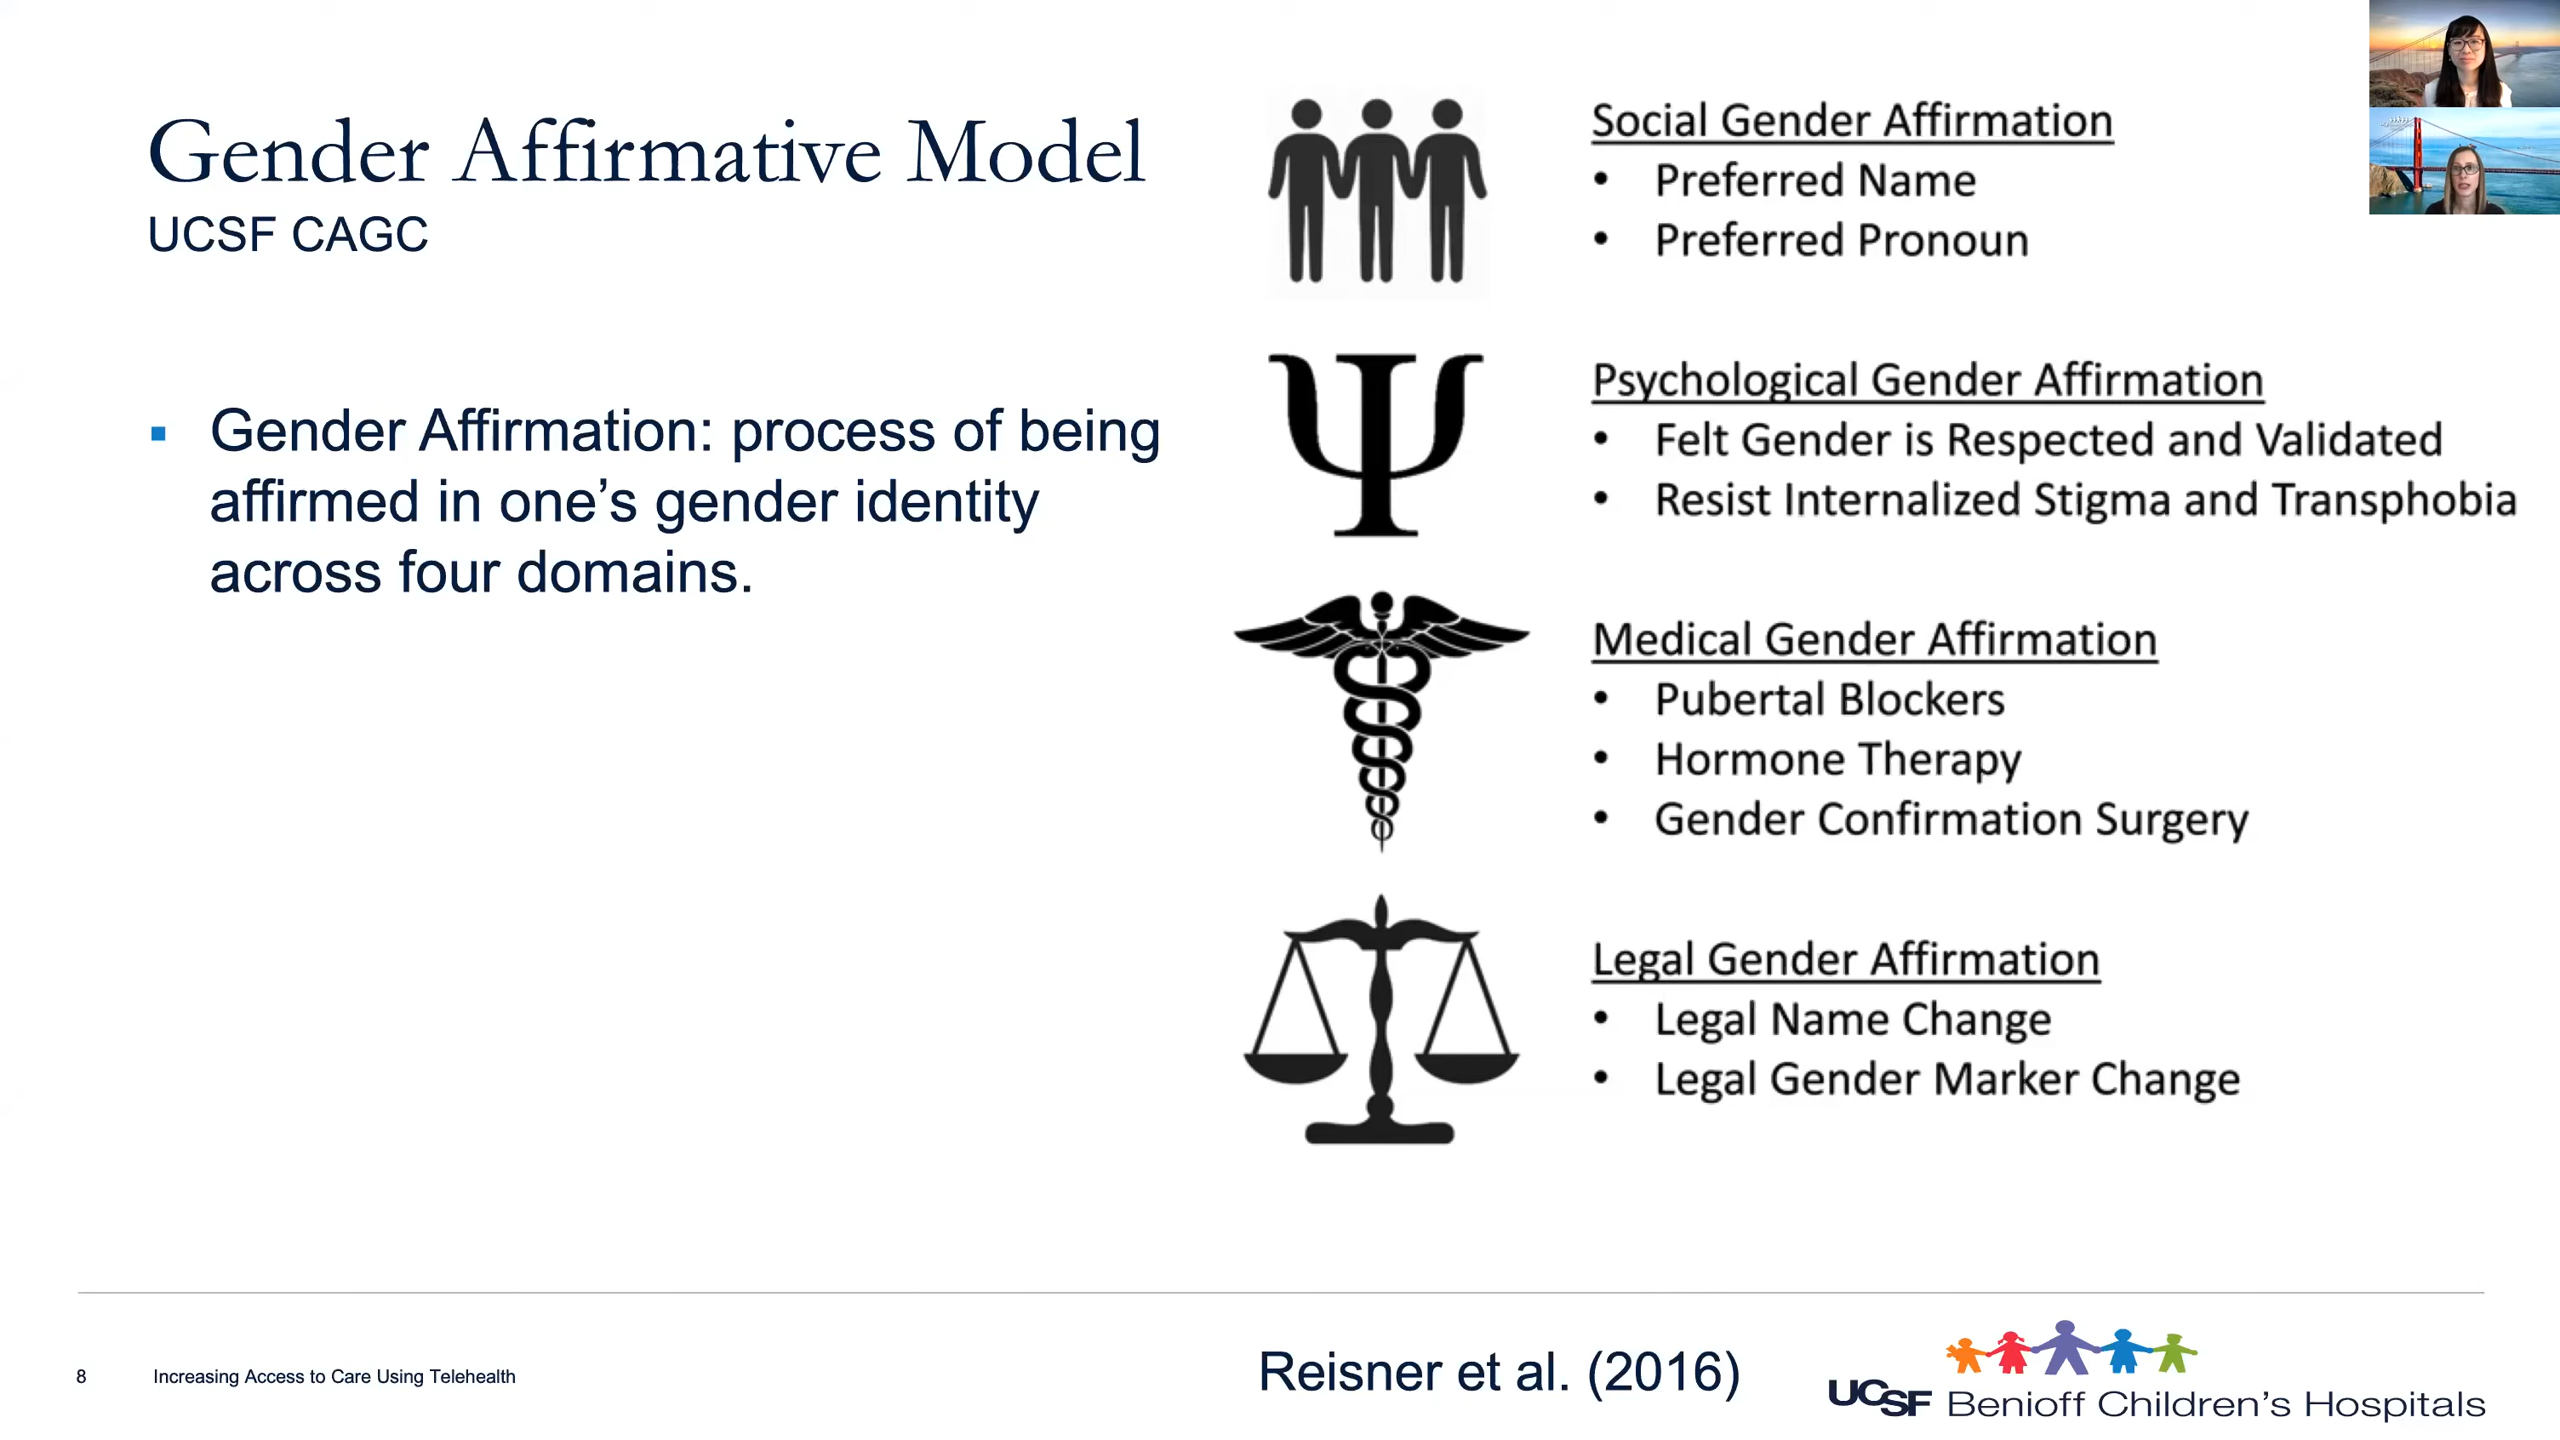 Gender Affirmative Model
UCSF CAGC
▪ Gender Affirmation: process of being
affirmed in one’s gender identity
across four domains.
Social Gender Affirmation
• Preferred Name
• Preferred Pronoun
Psychological Gender Affirmation
• Felt Gender is Respected and Validated
• Resist Internalized Stigma and Transphobia
Medical Gender Affirmation
• Pubertal Blockers
• Hormone Therapy
• Gender Confirmation Surgery
Legal Gender Affirmation
• Legal Name Change
• Legal Gender Marker Change
8 Increasing Access to Care Using Telehealth
Reisner et al. (2016)
UCSF Benioff Children’s Hospitals